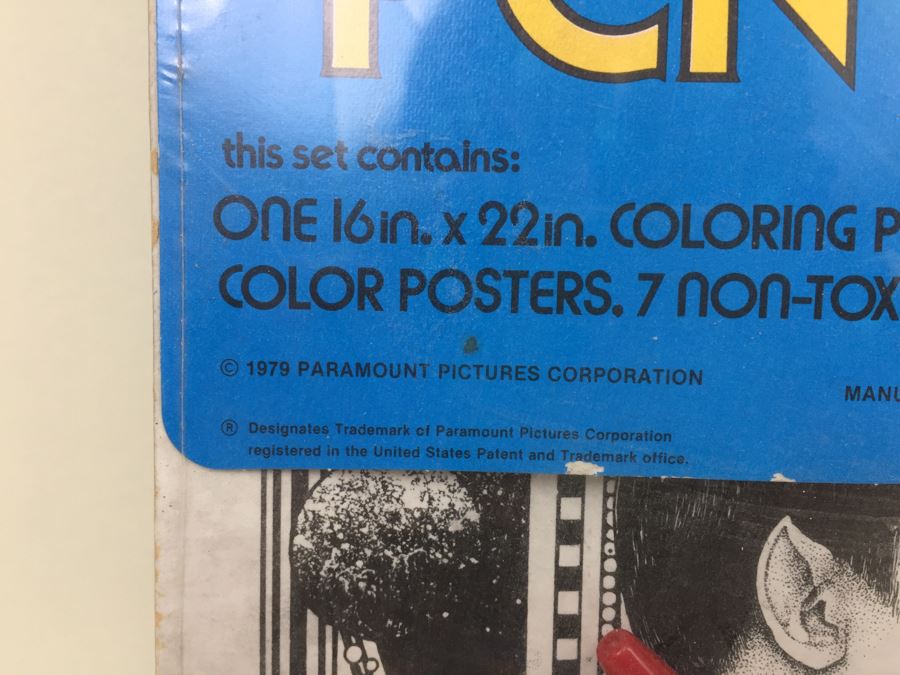 this set contains:
ONE 16in. x 22in. COLORING P
COLOR POSTERS. 7 NON-TOX
© 1979 PARAMOUNT PICTURES CORPORATION
MANU
® Designates Trademark of Paramount Pictures Corporation
registered in the United States Patent and Trademark office.